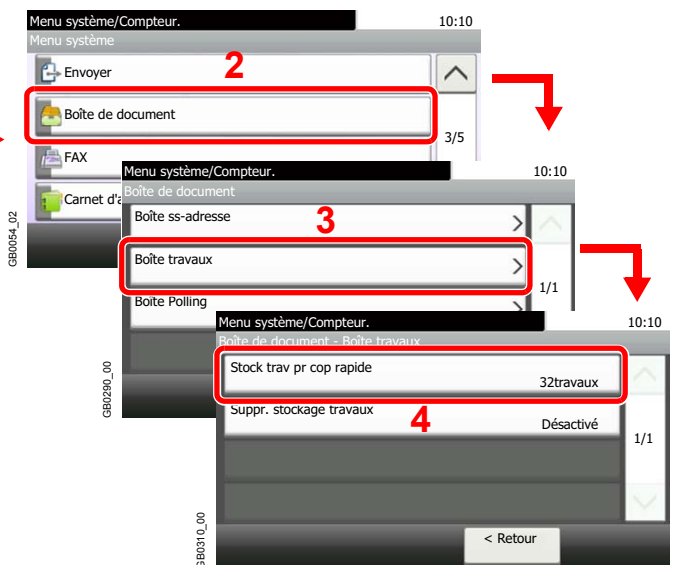 Menu système/Compteur.
10:10
Menu système
Envoyer
2
Boîte de document
3/5
FAX
Carnet d'a
GB0054_02
Menu système/Compteur.
10:10
Boîte de document
Boîte ss-adresse
3
Boîte travaux
1/1
Boîte Polling
GB0290_00
Menu système/Compteur.
10:10
Boîte de document - Boîte travaux
Stock trav pr cop rapide
32travaux
Suppr. stockage travaux
4
Désactivé
1/1
GB0310_00
< Retour